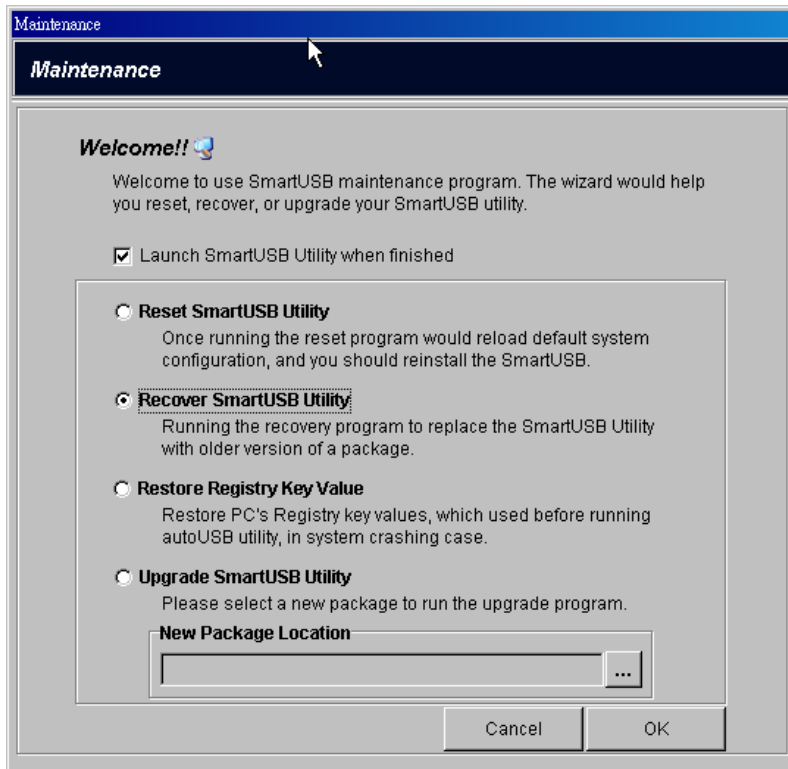 Maintenance
Maintenance
Welcome!!
Welcome to use SmartUSB maintenance program. The wizard would help
you reset, recover, or upgrade your SmartUSB utility.
Launch SmartUSB Utility when finished
Reset SmartUSB Utility
Once running the reset program would reload default system
configuration, and you should reinstall the SmartUSB.
Recover SmartUSB Utility
Running the recovery program to replace the SmartUSB Utility
with older version of a package.
Restore Registry Key Value
Restore PC's Registry key values, which used before running
autoUSB utility, in system crashing case.
Upgrade SmartUSB Utility
Please select a new package to run the upgrade program.
New Package Location
...
Cancel
OK